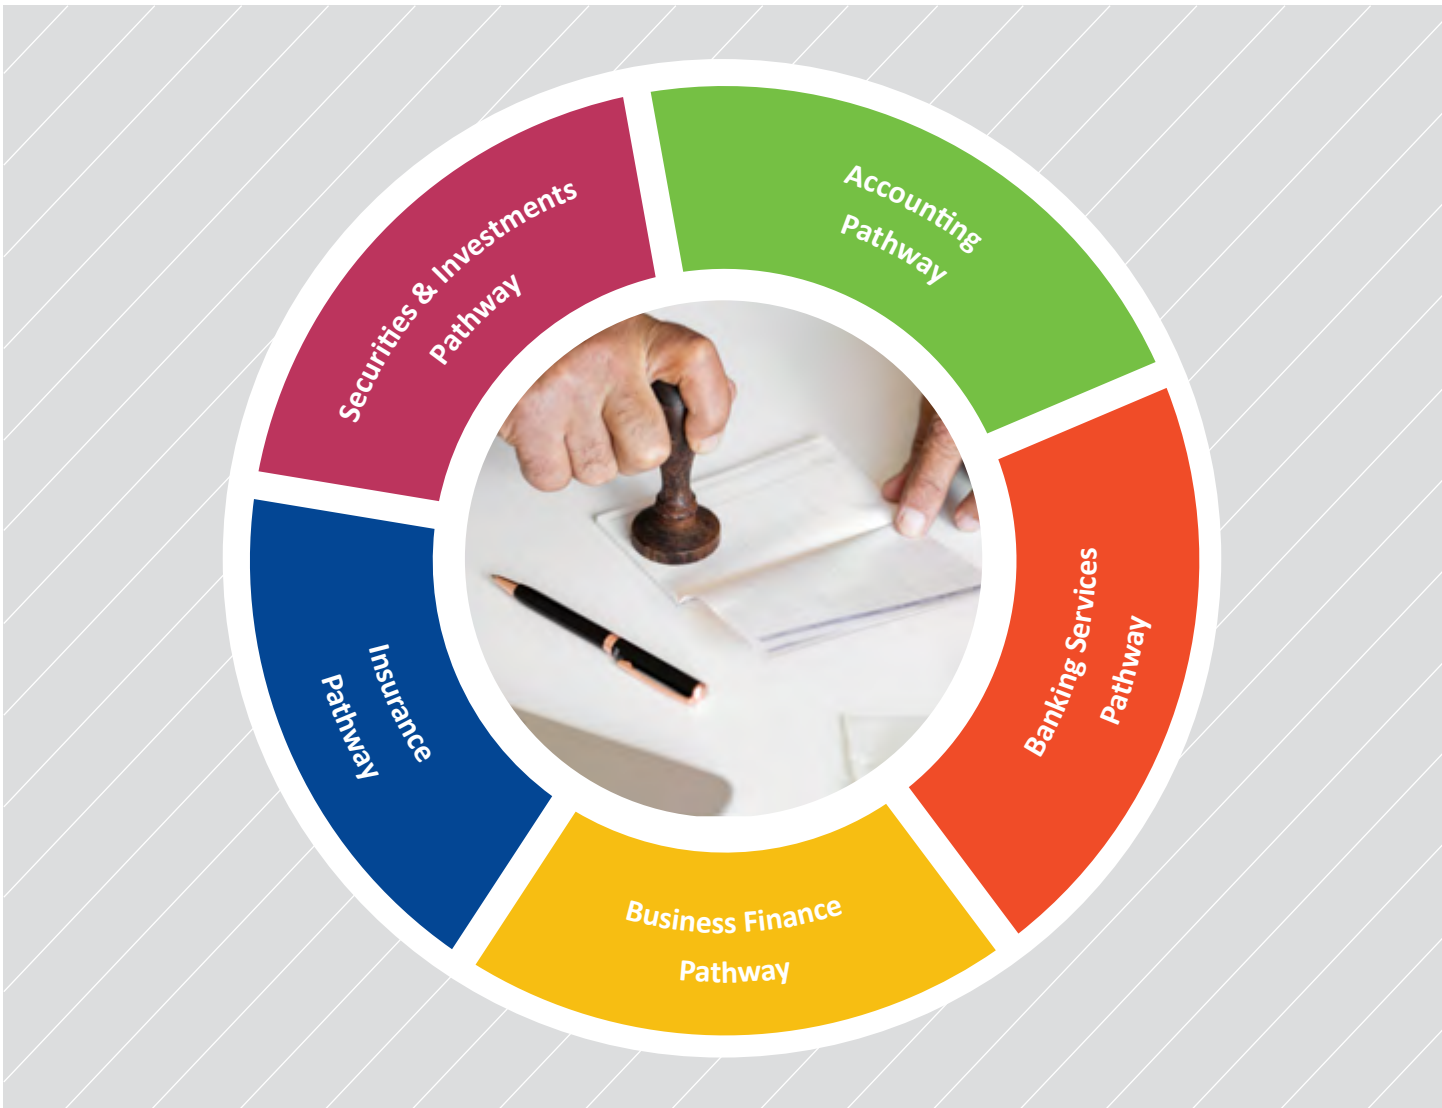 Accounting
Pathway
Banking Services
Pathway
Business Finance
Pathway
Insurance
Pathway
Securities & Investments
Pathway